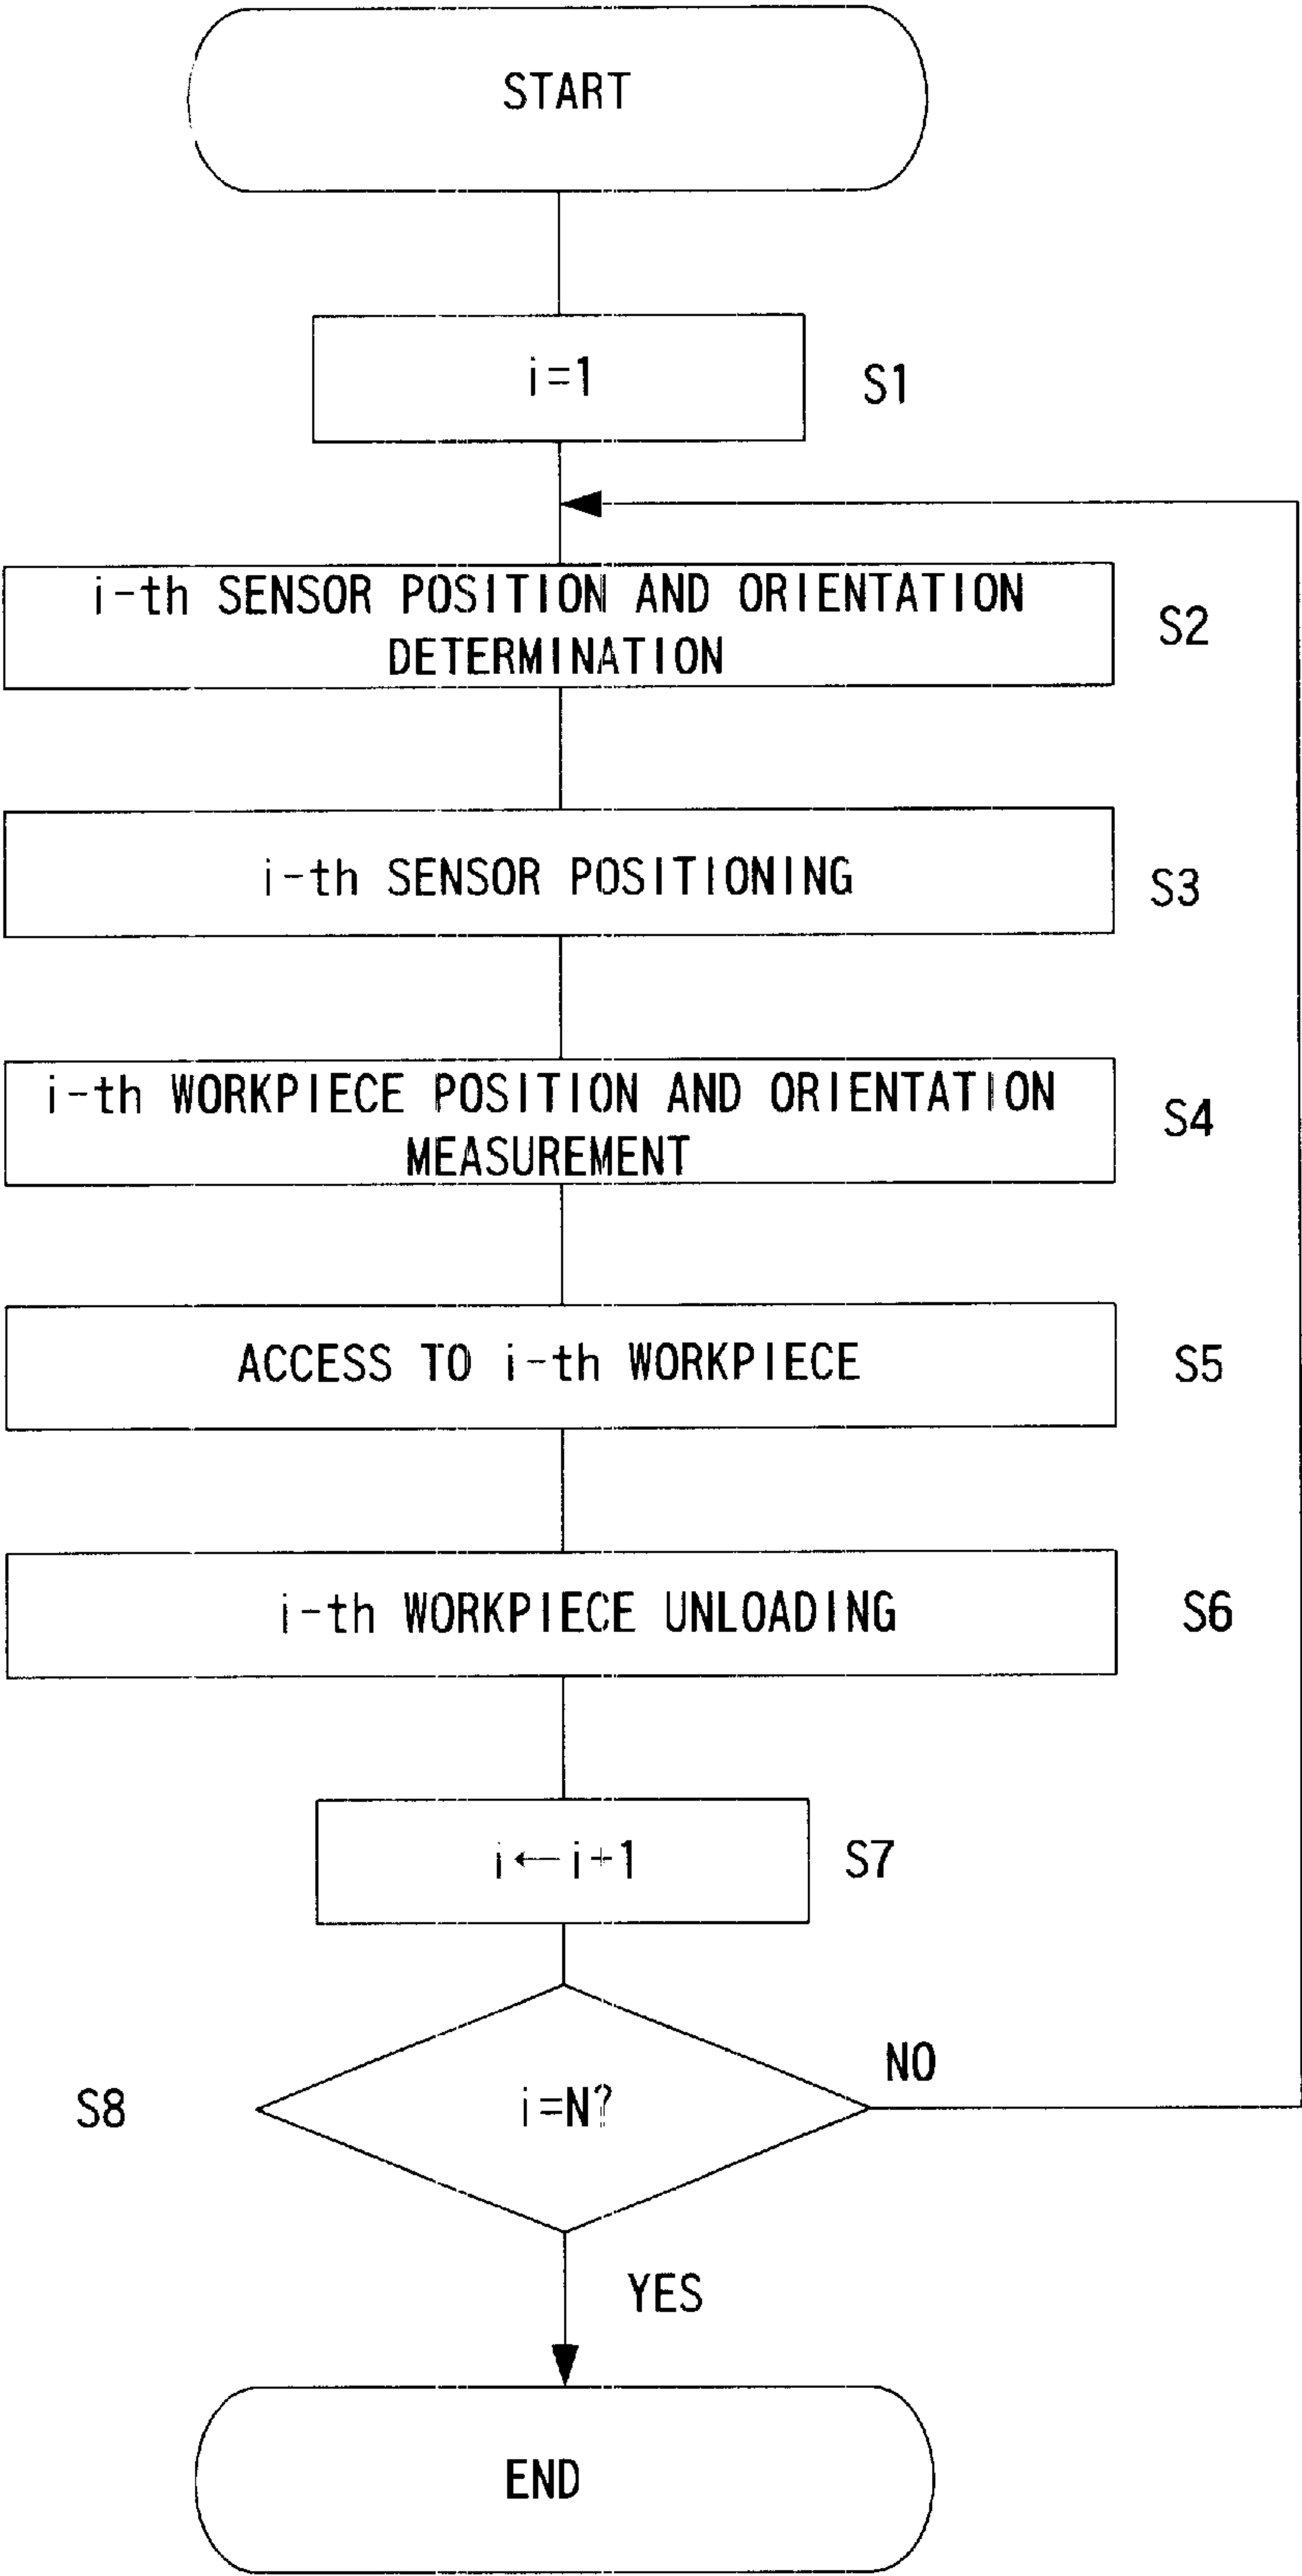 START
i=1
S1
i-th SENSOR POSITION AND ORIENTATION
DETERMINATION
S2
i-th SENSOR POSITIONING
S3
i-th WORKPIECE POSITION AND ORIENTATION
MEASUREMENT
S4
ACCESS TO i-th WORKPIECE
S5
i-th WORKPIECE UNLOADING
S6
i←i+1
S7
NO
S8
i=N?
YES
END